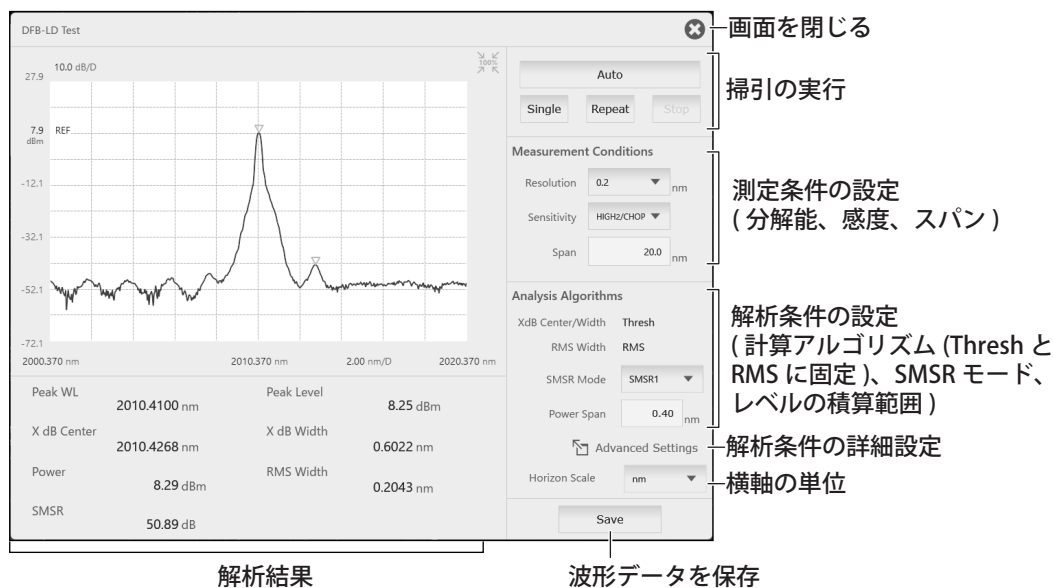 DFB-LD Test
画面を閉じる
10.0 dB/D
100%
27.9
7.9
dBm
REF
-12.1
-32.1
-52.1
-72.1
2000.370 nm
2010.370 nm
2.00 nm/D
2020.370 nm
Auto
Single
Repeat
Stop
掃引の実行
Measurement Conditions
Resolution
0.2
nm
Sensitivity
HIGH2/CHOP
Span
20.0
nm
測定条件の設定
( 分解能、感度、スパン )
Analysis Algorithms
XdB Center/Width
Thresh
RMS Width
RMS
SMSR Mode
SMSR1
Power Span
0.40
nm
解析条件の設定
( 計算アルゴリズム (Thresh と
RMS に固定 )、SMSR モード、
レベルの積算範囲 )
Advanced Settings
解析条件の詳細設定
Horizon Scale
nm
横軸の単位
Save
Peak WL
2010.4100 nm
Peak Level
8.25 dBm
X dB Center
2010.4268 nm
X dB Width
0.6022 nm
Power
8.29 dBm
RMS Width
0.2043 nm
SMSR
50.89 dB
解析結果
波形データを保存